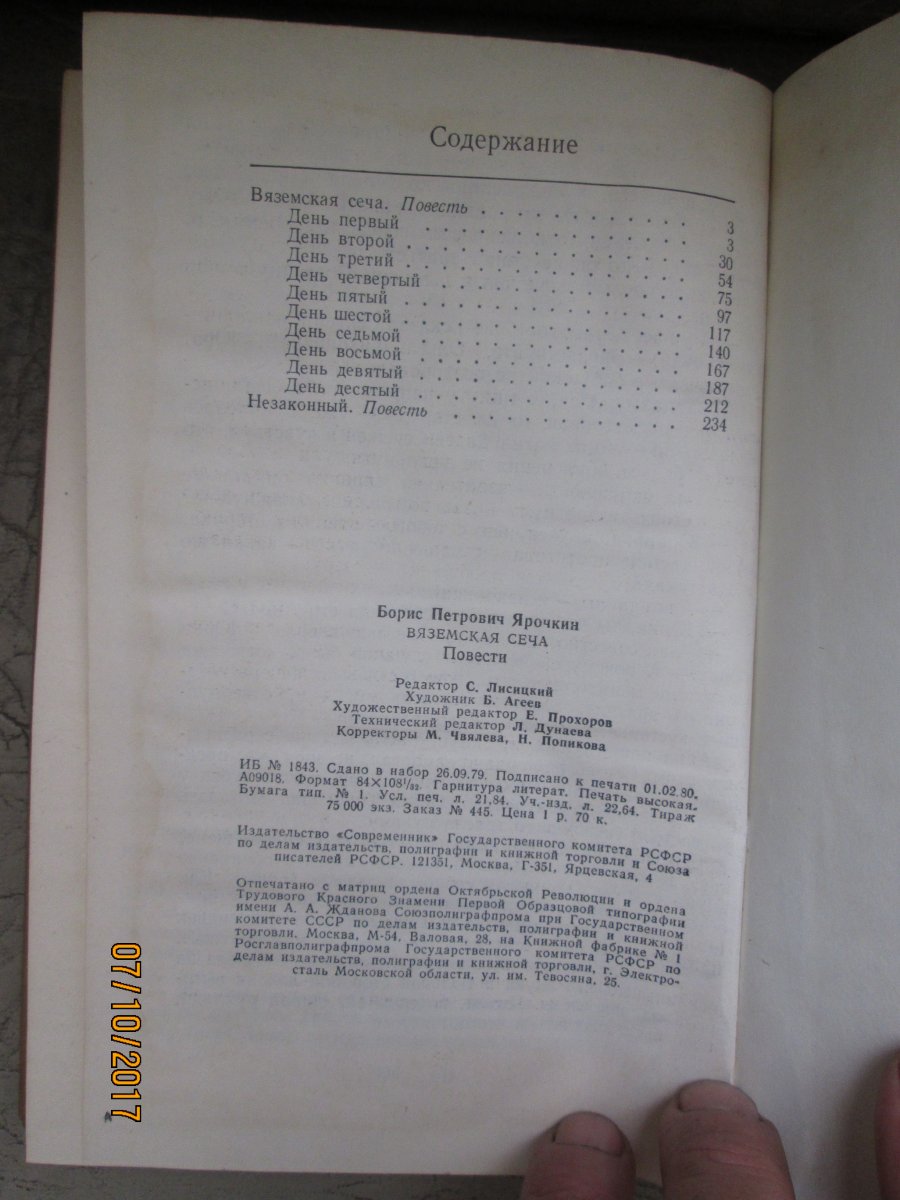 Содержание
Вяземская сеча. Повесть . . . . . . . . . . . . 3
День первый . . . . . . . . . . . . . . 3
День второй . . . . . . . . . . . . . . 30
День третий . . . . . . . . . . . . . . 54
День четвертый . . . . . . . . . . . . . 75
День пятый . . . . . . . . . . . . . . 97
День шестой . . . . . . . . . . . . . . 117
День седьмой . . . . . . . . . . . . . . 140
День восьмой . . . . . . . . . . . . . . 167
День девятый . . . . . . . . . . . . . . 187
День десятый . . . . . . . . . . . . . . 212
Незаконный. Повесть . . . . . . . . . . . . 234
Борис Петрович Ярочкин
ВЯЗЕМСКАЯ СЕЧА
Повести
Редактор С. Лисицкий
Художник Б. Агеев
Художественный редактор Е. Прохоров
Технический редактор Л. Дунаева
Корректоры М. Чвялева, Н. Попикова
ИБ № 1843. Сдано в набор 26.09.79. Подписано к печати 01.02.80.
А09018. Формат 84×108¹/₃₂. Гарнитура литерат. Печать высокая.
Бумага тип. № 1. Усл. печ. л. 21,84. Уч.-изд. л. 22,64. Тираж
75 000 экз. Заказ № 445. Цена 1 р. 70 к.
Издательство «Современник» Государственного комитета РСФСР
по делам издательств, полиграфии и книжной торговли и Союза
писателей РСФСР. 121351, Москва, Г-351, Ярцевская, 4
Отпечатано с матриц ордена Октябрьской Революции и ордена
Трудового Красного Знамени Первой Образцовой типографии
имени А. А. Жданова Союзполиграфпрома при Государственном
комитете СССР по делам издательств, полиграфии и книжной
торговли. Москва, М-54, Валовая, 28, на Книжной фабрике № 1
Росглавполиграфпрома Государственного комитета РСФСР по
делам издательств, полиграфии и книжной торговли, г. Электро-
сталь Московской области, ул. им. Тевосяна, 25.
07/10/2017